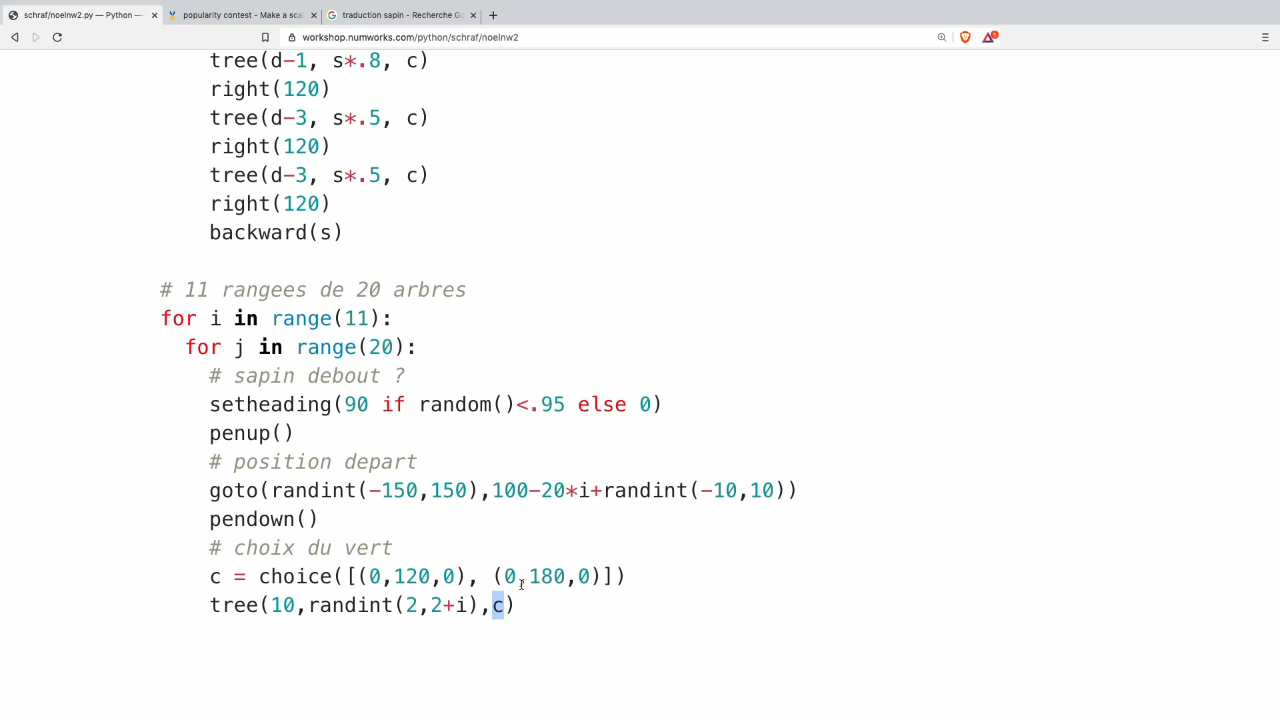 schraf/noelnw2.py — Python —
popularity contest - Make a sca
traduction sapin - Recherche G
workshop.numworks.com/python/schraf/noelnw2
tree(d-1, s*.8, c)
right(120)
tree(d-3, s*.5, c)
right(120)
tree(d-3, s*.5, c)
right(120)
backward(s)
# 11 rangees de 20 arbres
for i in range(11):
for j in range(20):
# sapin debout ?
setheading(90 if random()<.95 else 0)
penup()
# position depart
goto(randint(-150,150),100-20*i+randint(-10,10))
pendown()
# choix du vert
c = choice([(0,120,0), (0,180,0)])
tree(10,randint(2,2+i),c)